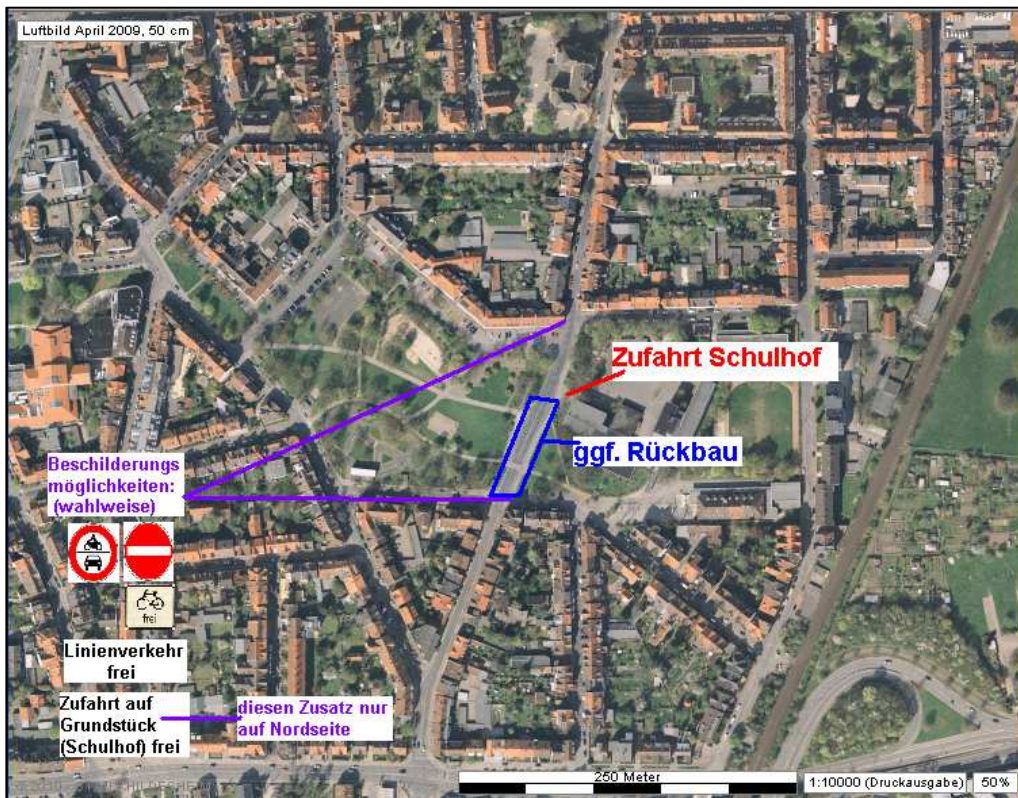 Luftbild April 2009, 50 cm
Zufahrt Schulhof
ggf. Rückbau
Beschilderungs
möglichkeiten:
(wahlweise)
frei
Linienverkehr
frei
Zufahrt auf
Grundstück
(Schulhof) frei
diesen Zusatz nur
auf Nordseite
250 Meter
1:10000 (Druckausgabe)
50%